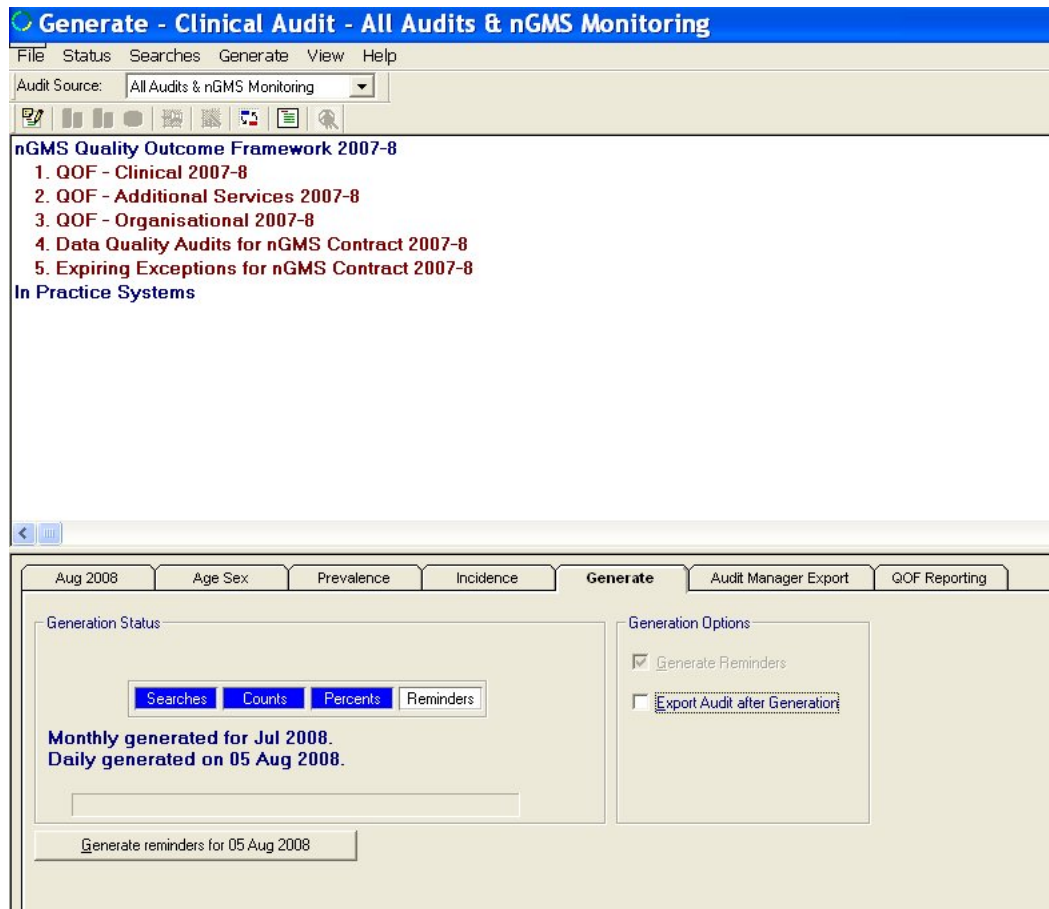 Generate - Clinical Audit - All Audits & nGMS Monitoring
File Status Searches Generate View Help
Audit Source: All Audits & nGMS Monitoring
nGMS Quality Outcome Framework 2007-8
1. QOF - Clinical 2007-8
2. QOF - Additional Services 2007-8
3. QOF - Organisational 2007-8
4. Data Quality Audits for nGMS Contract 2007-8
5. Expiring Exceptions for nGMS Contract 2007-8
In Practice Systems
Aug 2008 Age Sex Prevalence Incidence Generate Audit Manager Export QOF Reporting
Generation Status
Searches Counts Percents Reminders
Monthly generated for Jul 2008.
Daily generated on 05 Aug 2008.
Generate reminders for 05 Aug 2008
Generation Options
Generate Reminders
Export Audit after Generation